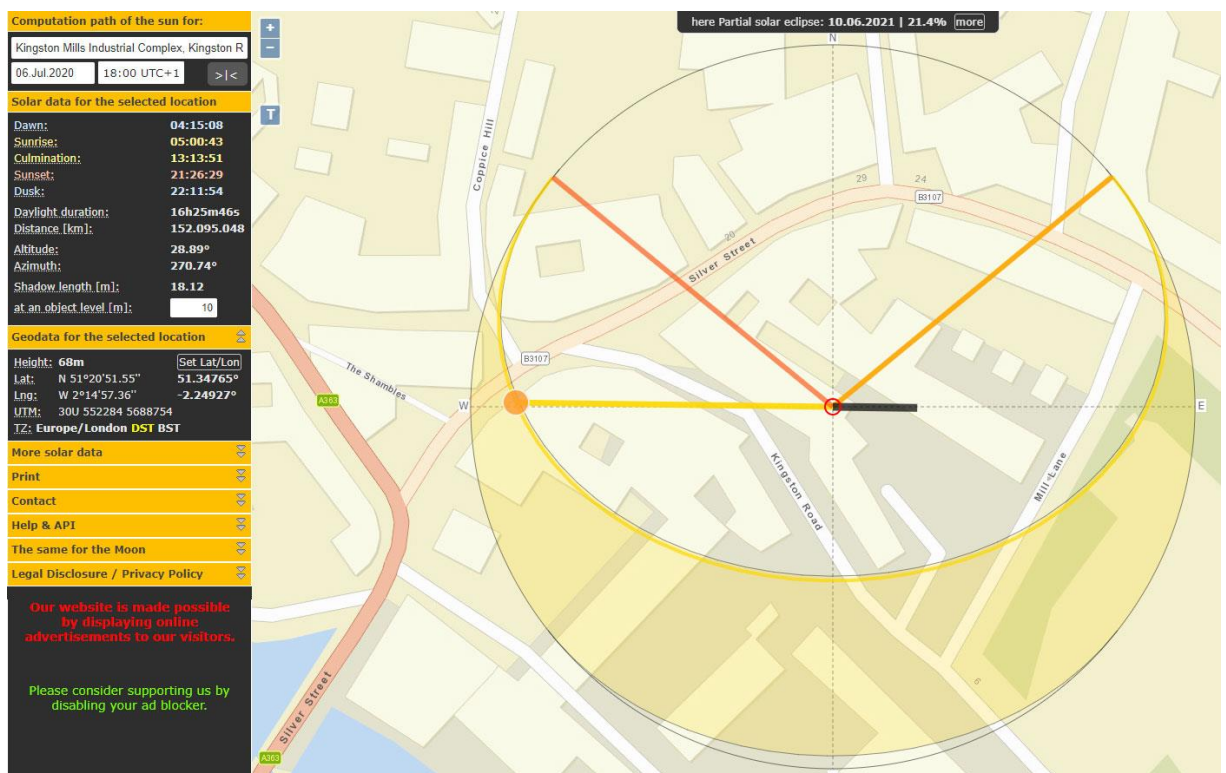 Computation path of the sun for:
Kingston Mills Industrial Complex, Kingston R
06.Jul.2020 18:00 UTC+1 >|<
Solar data for the selected location
Dawn: 04:15:08
Sunrise: 05:00:43
Culmination: 13:13:51
Sunset: 21:26:29
Dusk: 22:11:54
Daylight duration: 16h25m46s
Distance [km]: 152.095.048
Altitude: 28.89°
Azimuth: 270.74°
Shadow length [m]: 18.12
at an object level [m]: 10
Geodata for the selected location
Height: 68m Set Lat/Lon
Lat: N 51°20'51.55'' 51.34765°
Lng: W 2°14'57.36'' -2.24927°
UTM: 30U 552284 5688754
TZ: Europe/London DST BST
More solar data
Print
Contact
Help & API
The same for the Moon
Legal Disclosure / Privacy Policy
Our website is made possible
by displaying online
advertisements to our visitors.
Please consider supporting us by
disabling your ad blocker.
+
−
T
here Partial solar eclipse: 10.06.2021 | 21.4% more
N
Coppice Hill
29
24
B3107
20
Silver Street
B3107
The Shambles
A363
W
E
Kingston Road
Mill Lane
6
Silver Street
A363